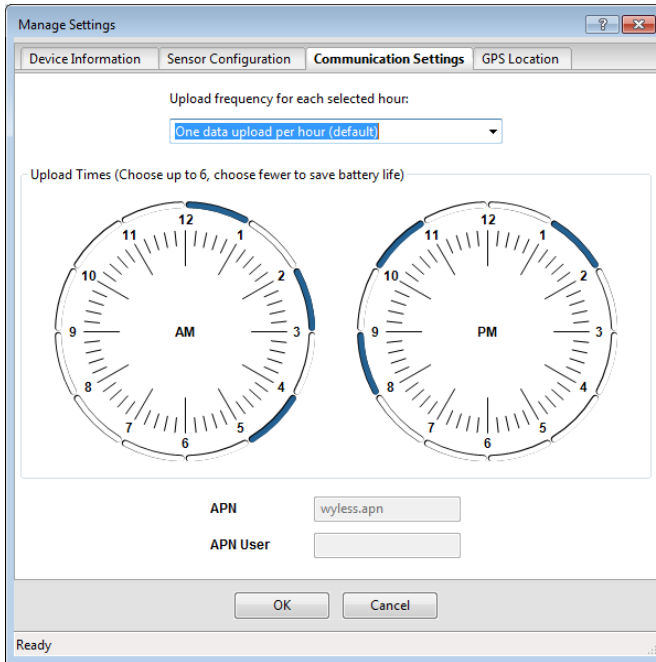 Manage Settings
Device Information Sensor Configuration Communication Settings GPS Location
Upload frequency for each selected hour:
One data upload per hour (default)
Upload Times (Choose up to 6, choose fewer to save battery life)
12
1
2
3
4
5
6
7
8
9
10
11
AM
12
1
2
3
4
5
6
7
8
9
10
11
PM
APN wyless.apn
APN User
OK Cancel
Ready